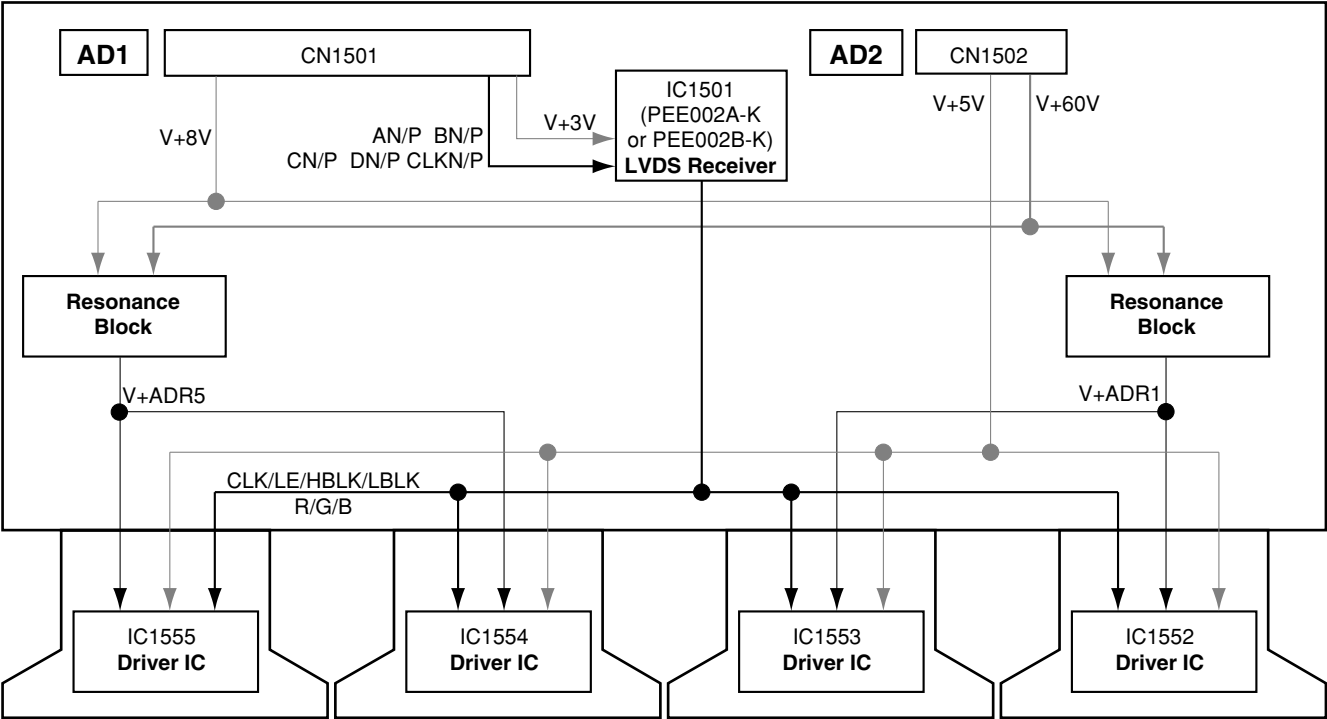 AD1
CN1501
AD2
CN1502
IC1501
(PEE002A-K
or PEE002B-K)
LVDS Receiver
V+8V
AN/P BN/P
CN/P DN/P CLKN/P
V+3V
V+5V
V+60V
Resonance
Block
Resonance
Block
V+ADR5
V+ADR1
CLK/LE/HBLK/LBLK
R/G/B
IC1555
Driver IC
IC1554
Driver IC
IC1553
Driver IC
IC1552
Driver IC